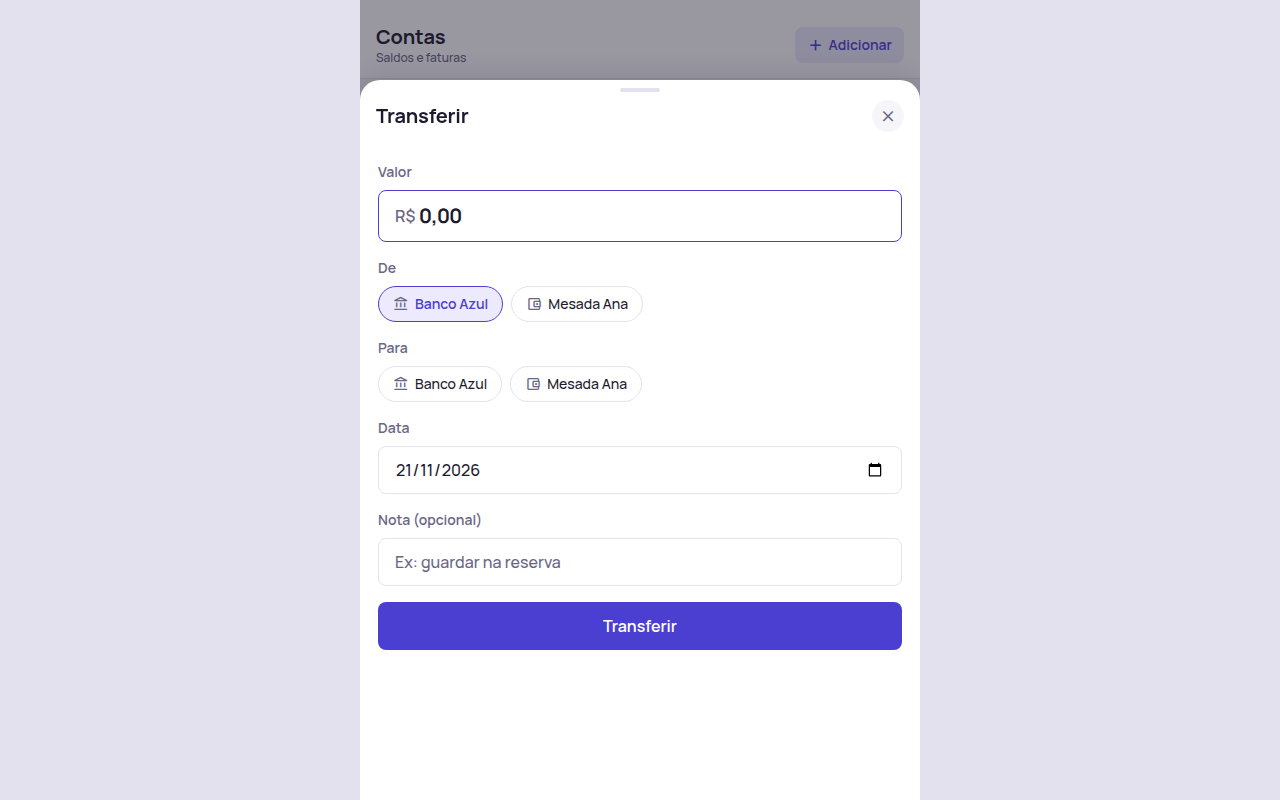 Contas
Saldos e faturas
Adicionar
Transferir
Valor
R$ 0,00
De
Banco Azul
Mesada Ana
Para
Banco Azul
Mesada Ana
Data
21/11/2026
Nota (opcional)
Ex: guardar na reserva
Transferir